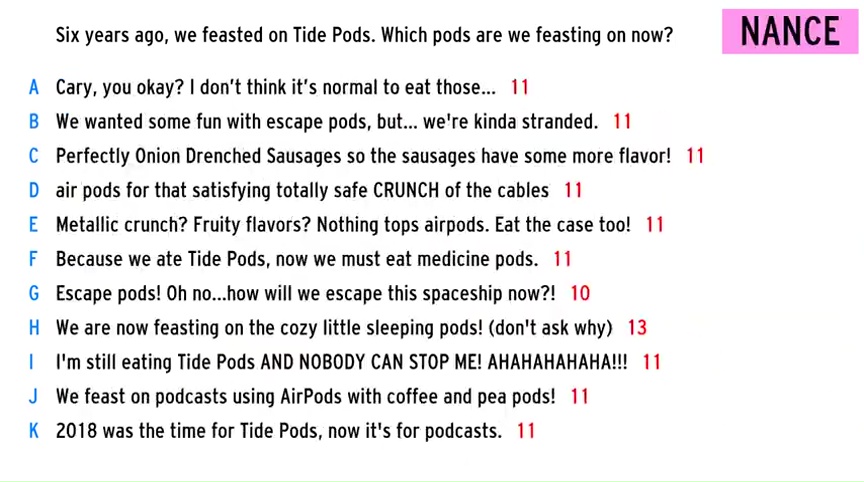 Six years ago, we feasted on Tide Pods. Which pods are we feasting on now?
NANCE
A Cary, you okay? I don't think it's normal to eat those... 11
B We wanted some fun with escape pods, but... we're kinda stranded. 11
C Perfectly Onion Drenched Sausages so the sausages have some more flavor! 11
D air pods for that satisfying totally safe CRUNCH of the cables 11
E Metallic crunch? Fruity flavors? Nothing tops airpods. Eat the case too! 11
F Because we ate Tide Pods, now we must eat medicine pods. 11
G Escape pods! Oh no...how will we escape this spaceship now?! 10
H We are now feasting on the cozy little sleeping pods! (don't ask why) 13
I I'm still eating Tide Pods AND NOBODY CAN STOP ME! AHAHAHAHAHA!!! 11
J We feast on podcasts using AirPods with coffee and pea pods! 11
K 2018 was the time for Tide Pods, now it's for podcasts. 11